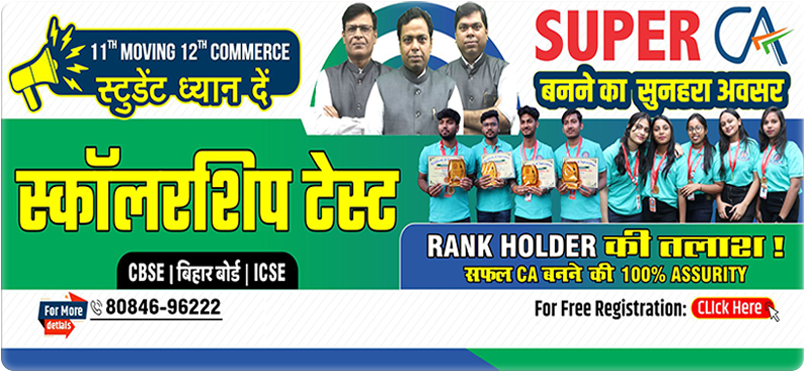 11TH MOVING 12TH COMMERCE
स्टुडेंट ध्यान दें
SUPER CA
बनने का सुनहरा अवसर
स्कॉलरशिप टेस्ट
CBSE | बिहार बोर्ड | ICSE
RANK HOLDER की तलाश !
सफल CA बनने की 100% ASSURITY
For More
detials
80846-96222
For Free Registration: CLIck Here